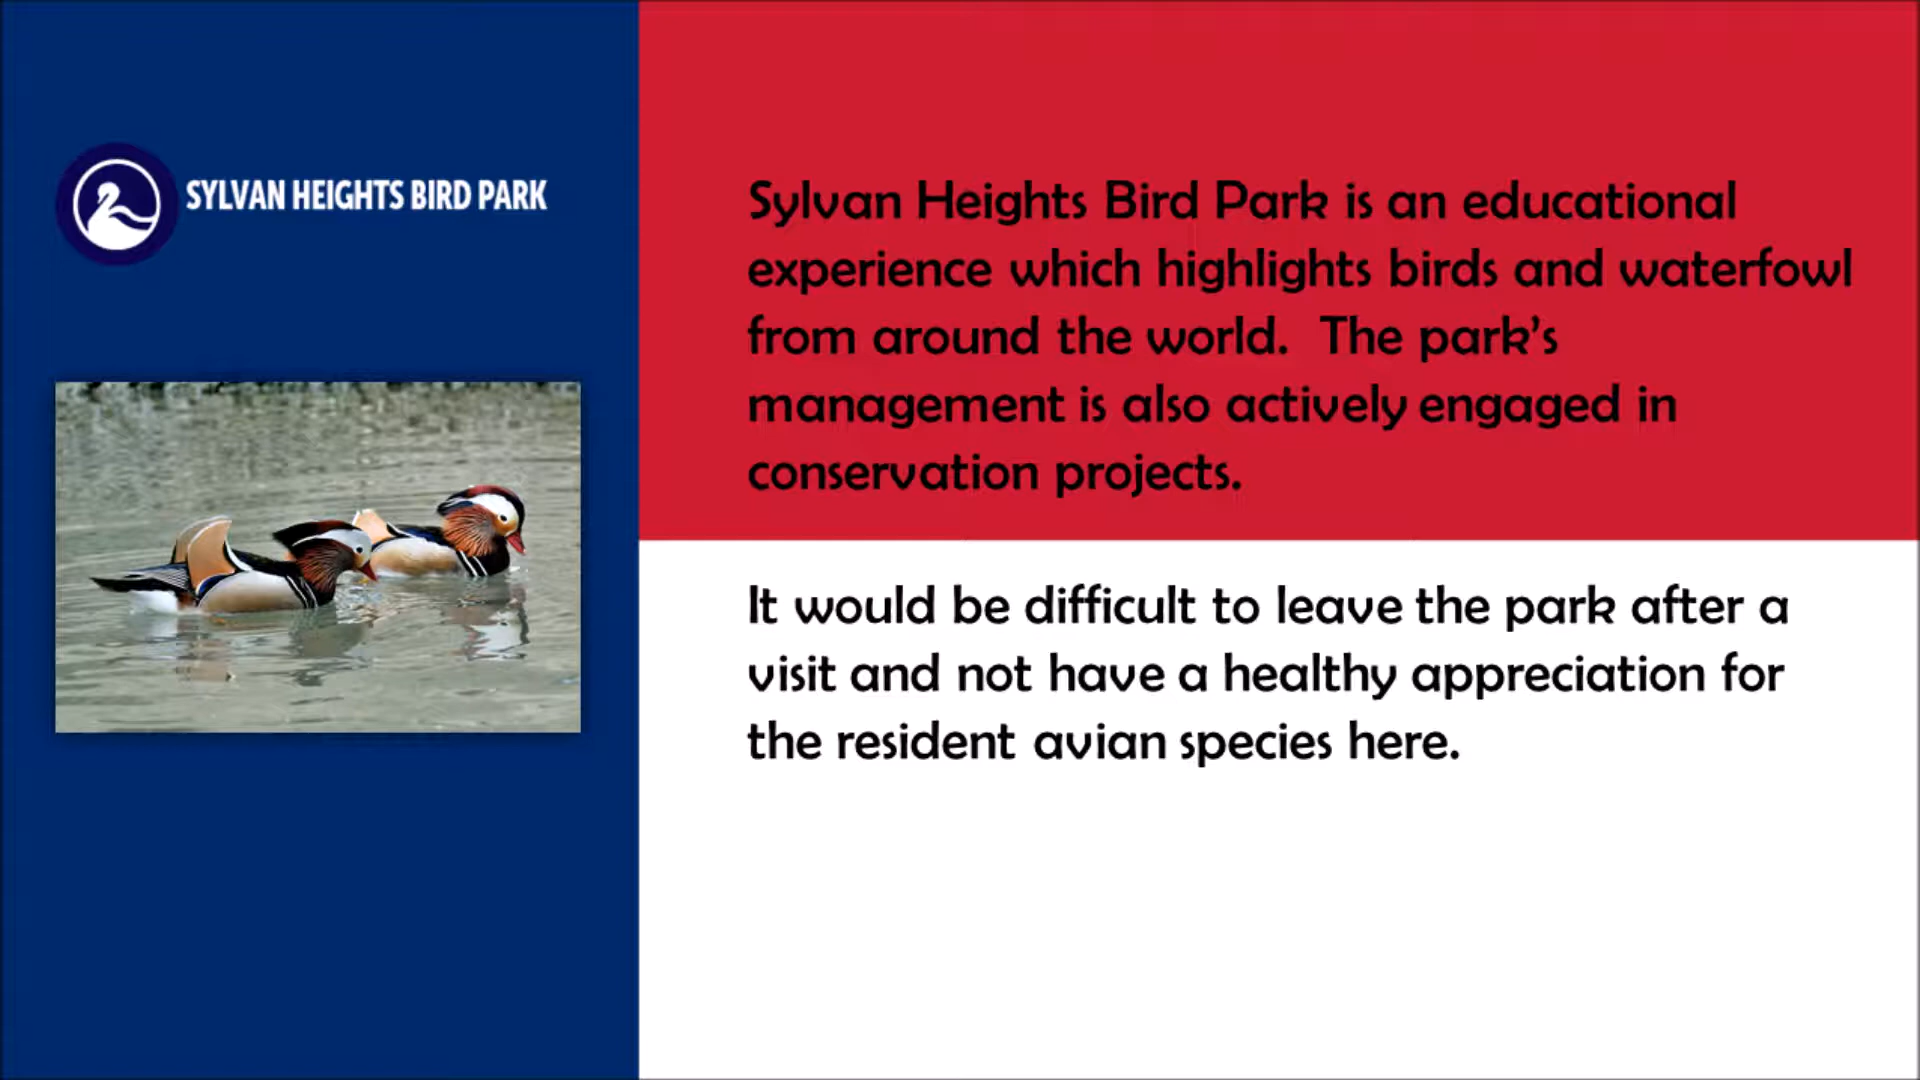 SYLVAN HEIGHTS BIRD PARK
Sylvan Heights Bird Park is an educational
experience which highlights birds and waterfowl
from around the world.  The park’s
management is also actively engaged in
conservation projects.
It would be difficult to leave the park after a
visit and not have a healthy appreciation for
the resident avian species here.